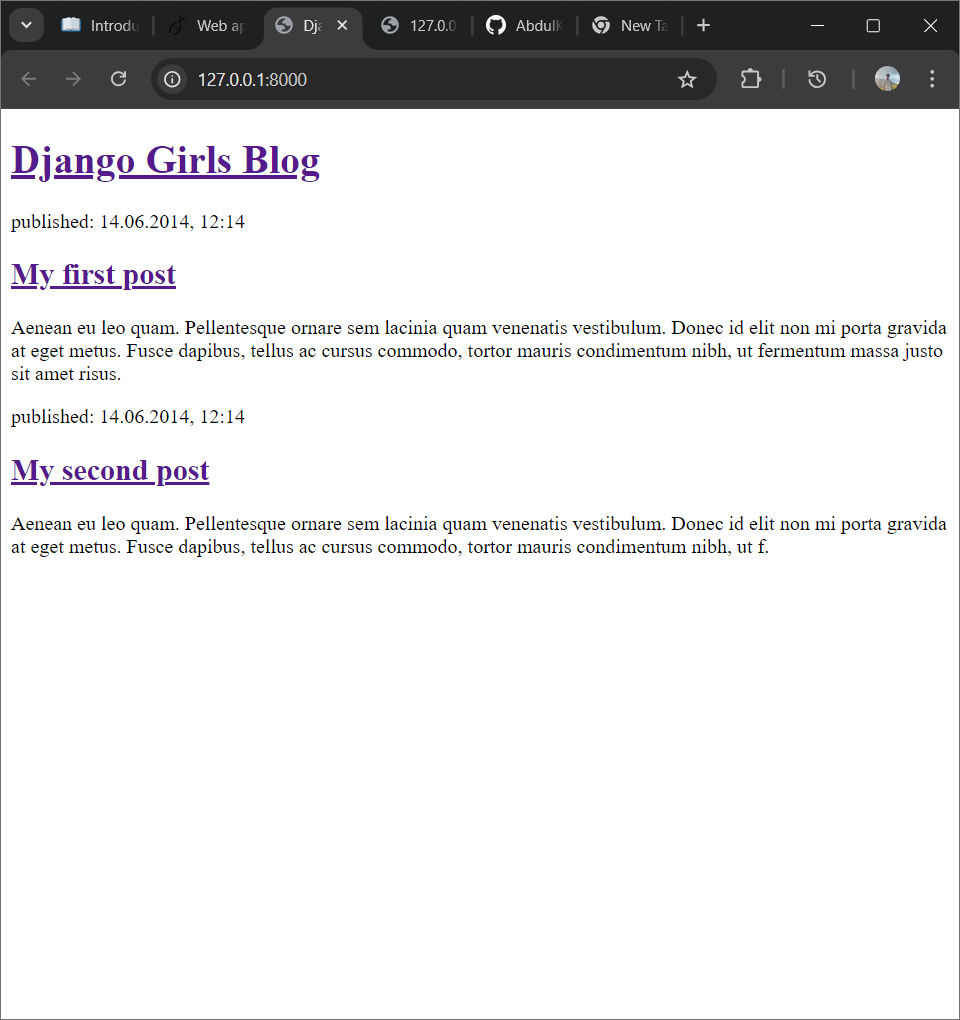 Introdu
Web ap
Dja
127.0.0
AbdulK
New Ta
127.0.0.1:8000
Django Girls Blog
published: 14.06.2014, 12:14
My first post
Aenean eu leo quam. Pellentesque ornare sem lacinia quam venenatis vestibulum. Donec id elit non mi porta gravida
at eget metus. Fusce dapibus, tellus ac cursus commodo, tortor mauris condimentum nibh, ut fermentum massa justo
sit amet risus.
published: 14.06.2014, 12:14
My second post
Aenean eu leo quam. Pellentesque ornare sem lacinia quam venenatis vestibulum. Donec id elit non mi porta gravida
at eget metus. Fusce dapibus, tellus ac cursus commodo, tortor mauris condimentum nibh, ut f.